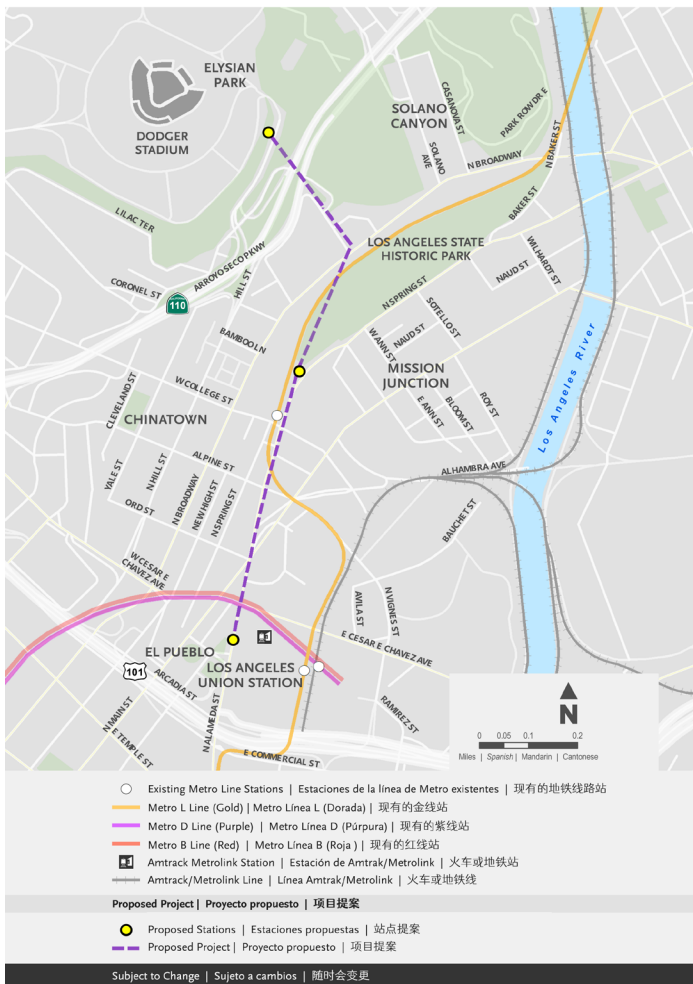 ELYSIAN
PARK
DODGER
STADIUM
SOLANO
CANYON
CASANOVA ST
PARK ROW DR E
SOLANO
AVE
N BROADWAY
N BAKER ST
BAKER ST
LILAC TER
ARROYO SECO PKWY
LOS ANGELES STATE
HISTORIC PARK
WILHARDT ST
NAUD ST
CORONEL ST
HILL ST
110
N SPRING ST
SOTELLO ST
BAMBOO LN
W ANN ST
NAUD ST
MISSION
JUNCTION
Los Angeles River
CLEVELAND ST
W COLLEGE ST
CHINATOWN
E ANN ST
BLOOM ST
ROY ST
YALE ST
N HILL ST
ALPINE ST
N BROADWAY
NEW HIGH ST
N SPRING ST
ALHAMBRA AVE
ORD ST
BAUCHET ST
W CESAR E
CHAVEZ AVE
AVILA ST
N VIGNES ST
E CESAR E CHAVEZ AVE
EL PUEBLO
LOS ANGELES
UNION STATION
101
ARCADIA ST
N MAIN ST
E TEMPLE ST
N ALAMEDA ST
RAMIREZ ST
E COMMERCIAL ST
N
0 0.05 0.1 0.2
Miles | Spanish | Mandarin | Cantonese
Existing Metro Line Stations | Estaciones de la línea de Metro existentes | 现有的地铁线路站
Metro L Line (Gold) | Metro Línea L (Dorada) | 现有的金线站
Metro D Line (Purple) | Metro Línea D (Púrpura) | 现有的紫线站
Metro B Line (Red) | Metro Línea B (Roja ) | 现有的红线站
Amtrack Metrolink Station | Estación de Amtrak/Metrolink | 火车或地铁站
Amtrack/Metrolink Line | Línea Amtrak/Metrolink | 火车或地铁线
Proposed Project | Proyecto propuesto | 项目提案
Proposed Stations | Estaciones propuestas | 站点提案
Proposed Project | Proyecto propuesto | 项目提案
Subject to Change | Sujeto a cambios | 随时会变更